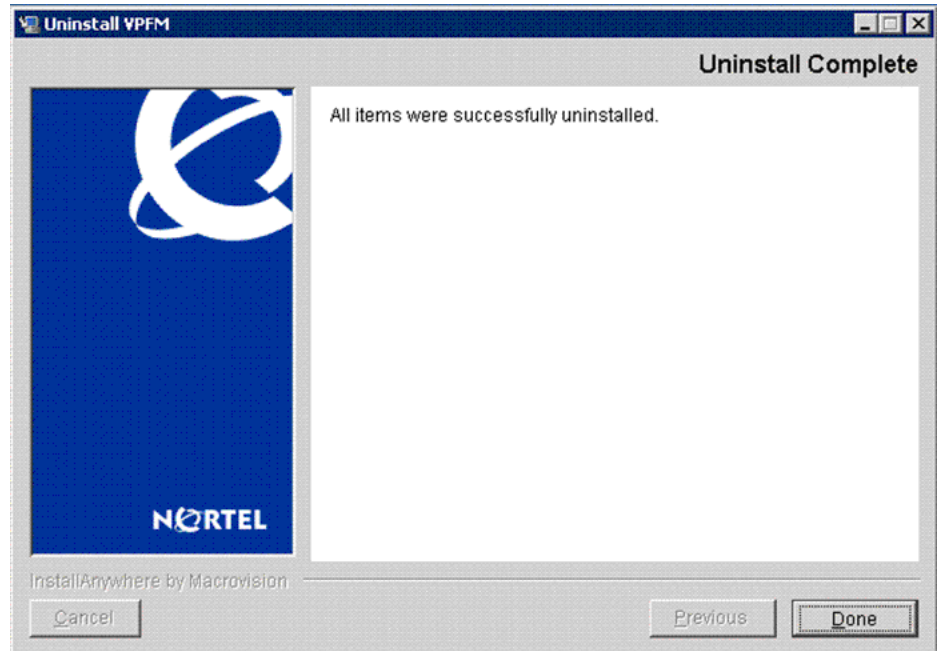 Uninstall VPFM
Uninstall Complete
All items were successfully uninstalled.
NORTEL
InstallAnywhere by Macrovision
Cancel
Previous
Done